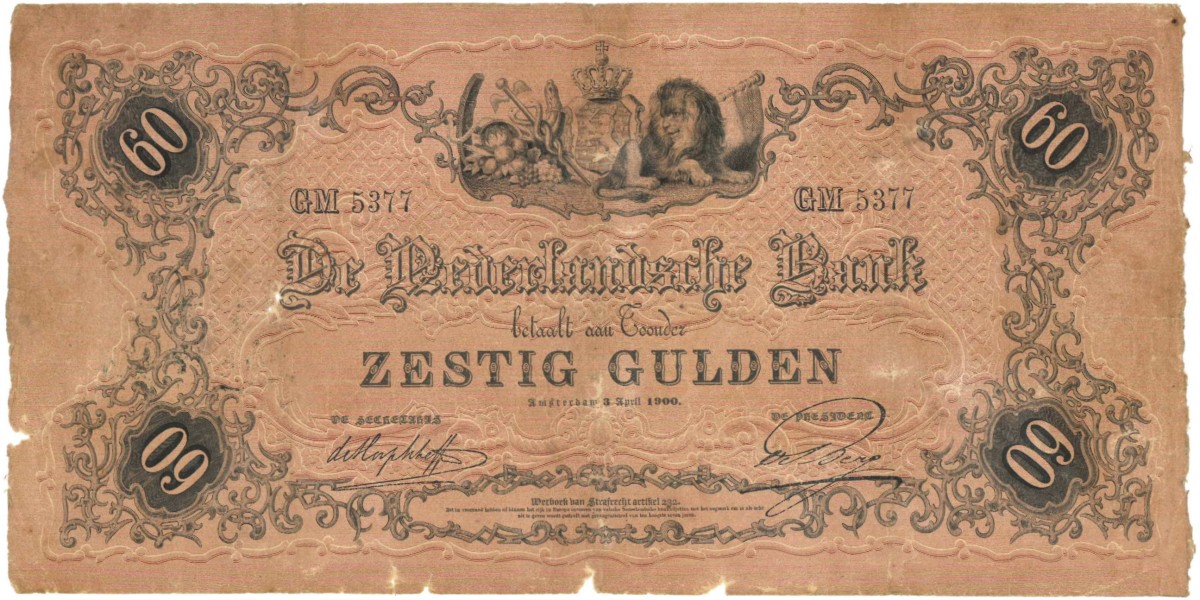 60 60
GM 5377 GM 5377
De Nederlandsche Bank
betaalt aan Toonder
ZESTIG GULDEN
Amsterdam 3 April 1900.
DE SECRETARIS DE PRESIDENT
60 60
Wetboek van Strafrecht artikel